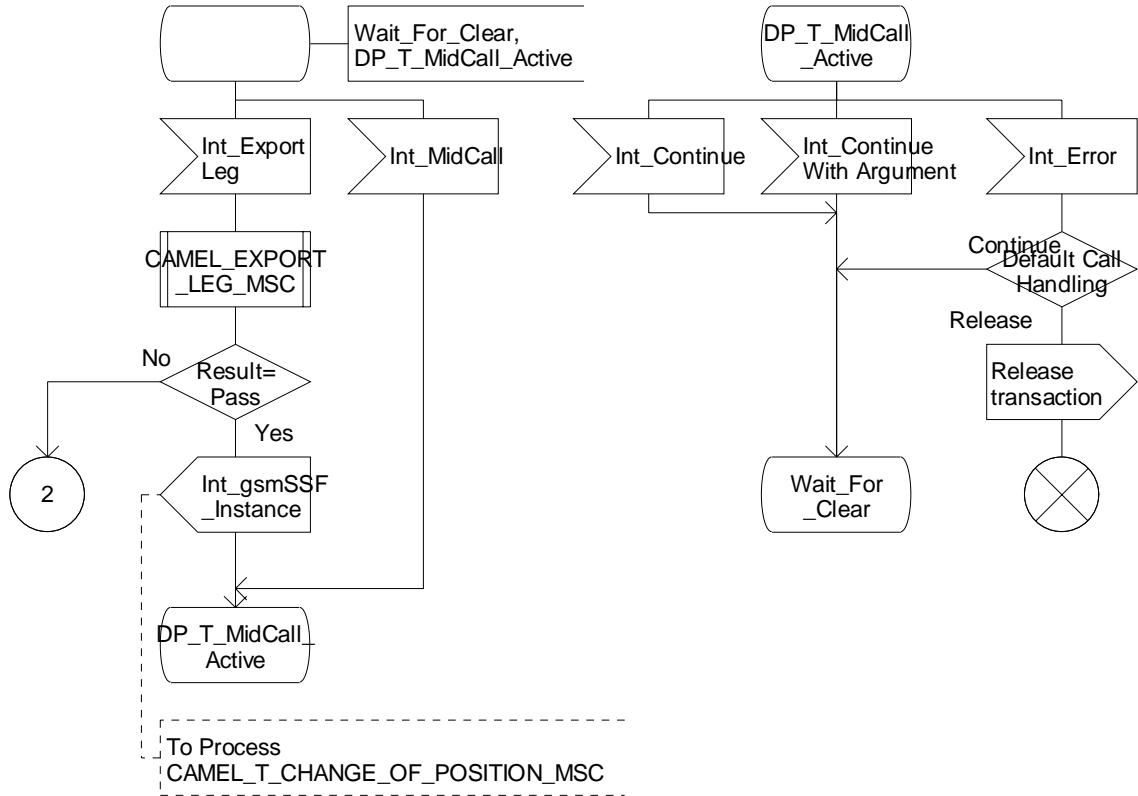 Wait_For_Clear,
DP_T_MidCall_Active
Int_Export
Leg
Int_MidCall
CAMEL_EXPORT
_LEG_MSC
No
Result=
Pass
Yes
2
Int_gsmSSF
_Instance
DP_T_MidCall_
Active
To Process
CAMEL_T_CHANGE_OF_POSITION_MSC
DP_T_MidCall
_Active
Int_Continue
Int_Continue
With Argument
Int_Error
Continue
Default Call
Handling
Release
Release
transaction
Wait_For
_Clear